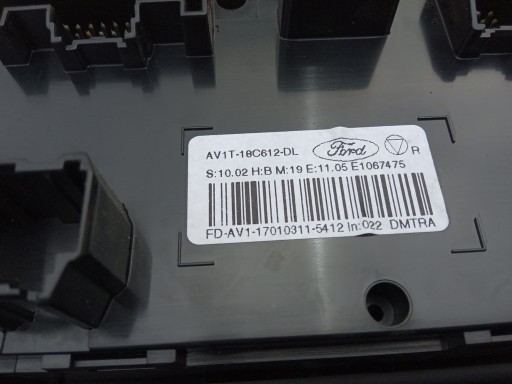 AV1T-18C612-DL Ford R
S:10.02 H:B M:19 E:11.05 E1067475
FD-AV1-17010311-5412 In:022 DMTRA